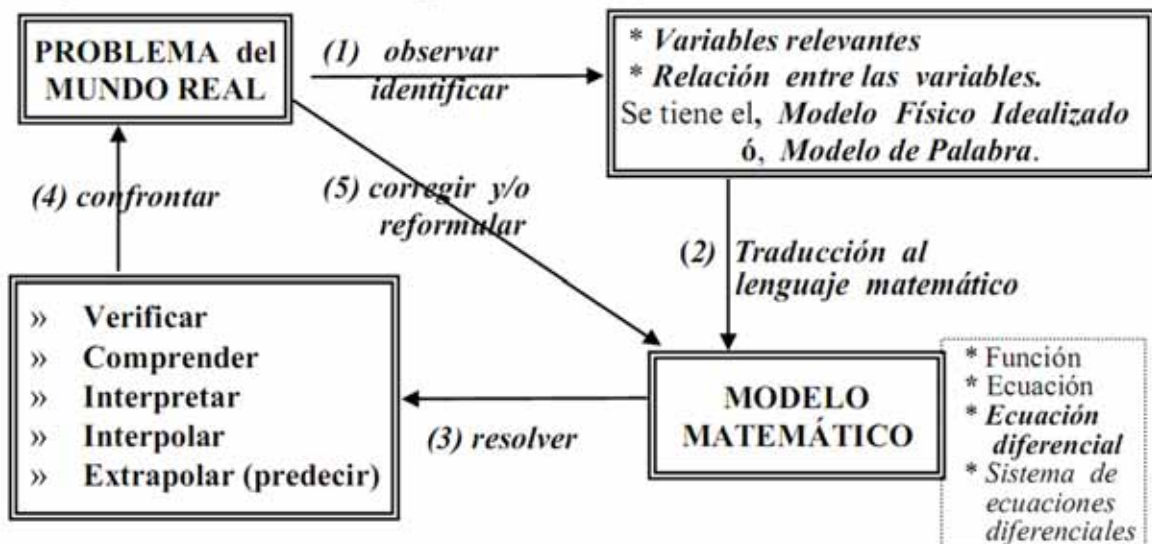 PROBLEMA del
MUNDO REAL
(1) observar
identificar
* Variables relevantes
* Relación entre las variables.
Se tiene el, Modelo Físico Idealizado
ó, Modelo de Palabra.
(4) confrontar
(5) corregir y/o
reformular
(2) Traducción al
lenguaje matemático
» Verificar
» Comprender
» Interpretar
» Interpolar
» Extrapolar (predecir)
(3) resolver
MODELO
MATEMÁTICO
* Función
* Ecuación
* Ecuación
diferencial
* Sistema de
ecuaciones
diferenciales